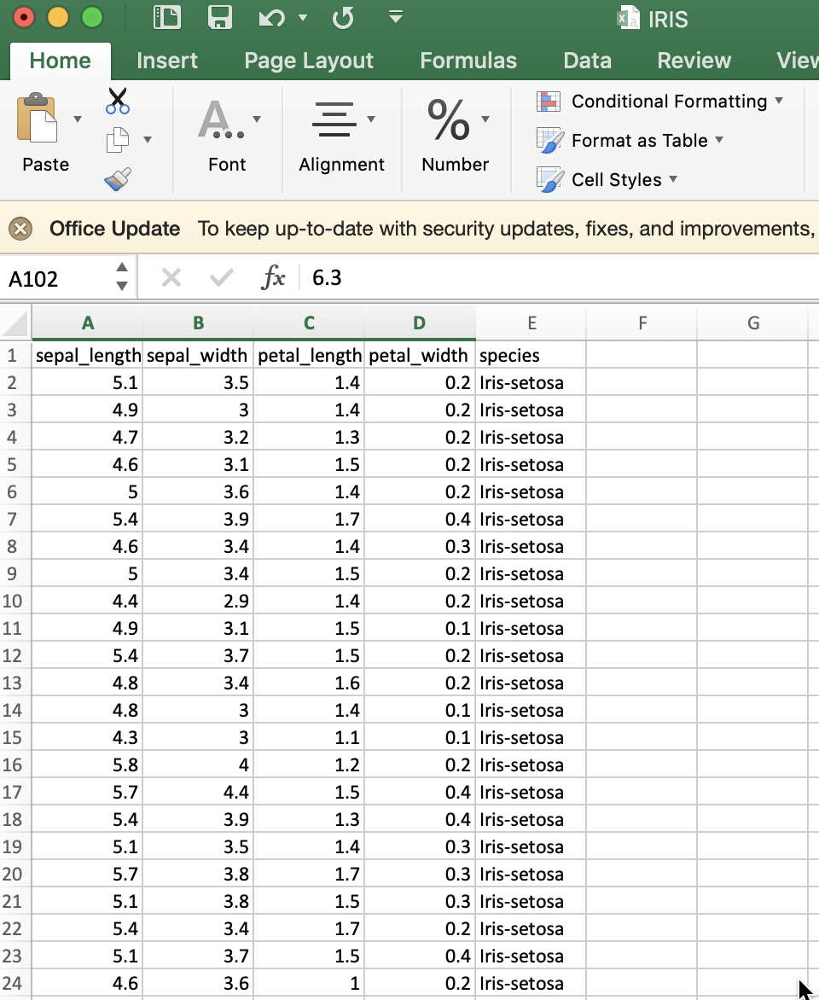 IRIS
Home Insert Page Layout Formulas Data Review View
Paste Font Alignment Number Conditional Formatting
Format as Table
Cell Styles
Office Update To keep up-to-date with security updates, fixes, and improvements,
A102 fx 6.3
A B C D E F G
1 sepal_length sepal_width petal_length petal_width species
2 5.1 3.5 1.4 0.2 Iris-setosa
3 4.9 3 1.4 0.2 Iris-setosa
4 4.7 3.2 1.3 0.2 Iris-setosa
5 4.6 3.1 1.5 0.2 Iris-setosa
6 5 3.6 1.4 0.2 Iris-setosa
7 5.4 3.9 1.7 0.4 Iris-setosa
8 4.6 3.4 1.4 0.3 Iris-setosa
9 5 3.4 1.5 0.2 Iris-setosa
10 4.4 2.9 1.4 0.2 Iris-setosa
11 4.9 3.1 1.5 0.1 Iris-setosa
12 5.4 3.7 1.5 0.2 Iris-setosa
13 4.8 3.4 1.6 0.2 Iris-setosa
14 4.8 3 1.4 0.1 Iris-setosa
15 4.3 3 1.1 0.1 Iris-setosa
16 5.8 4 1.2 0.2 Iris-setosa
17 5.7 4.4 1.5 0.4 Iris-setosa
18 5.4 3.9 1.3 0.4 Iris-setosa
19 5.1 3.5 1.4 0.3 Iris-setosa
20 5.7 3.8 1.7 0.3 Iris-setosa
21 5.1 3.8 1.5 0.3 Iris-setosa
22 5.4 3.4 1.7 0.2 Iris-setosa
23 5.1 3.7 1.5 0.4 Iris-setosa
24 4.6 3.6 1 0.2 Iris-setosa